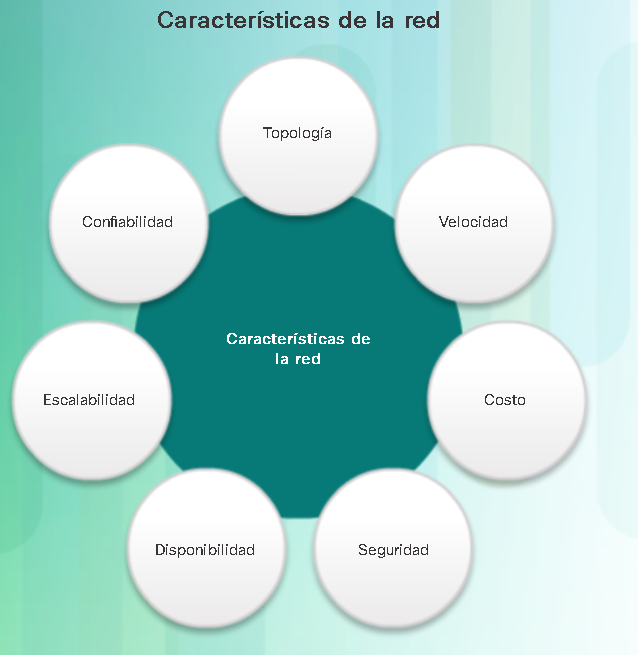 Características de la red
Topología
Confiabilidad
Velocidad
Características de
la red
Escalabilidad
Costo
Disponibilidad
Seguridad